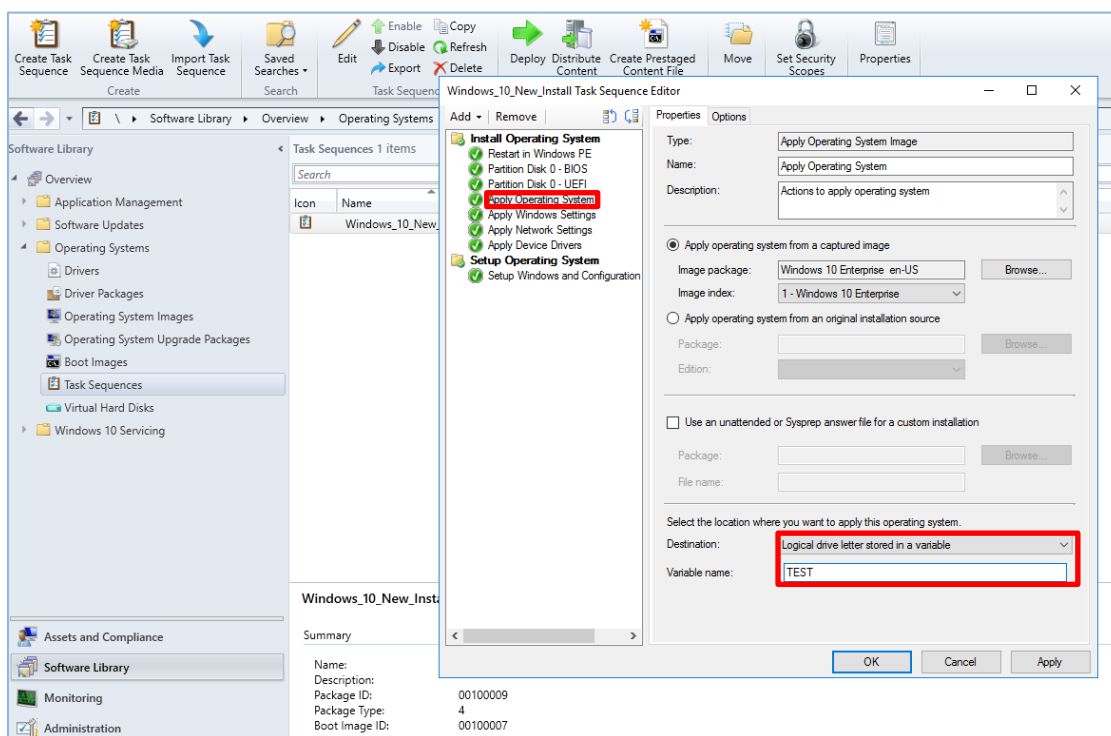 Create Task Sequence
Create Task Sequence Media
Import Task Sequence
Create
Saved Searches
Search
Edit
Enable
Disable
Export
Copy
Refresh
Delete
Task Sequenc
Deploy
Distribute Content
Create Prestaged Content File
Move
Set Security Scopes
Properties
\ Software Library Overview Operating Systems
Software Library
Overview
Application Management
Software Updates
Operating Systems
Drivers
Driver Packages
Operating System Images
Operating System Upgrade Packages
Boot Images
Task Sequences
Virtual Hard Disks
Windows 10 Servicing
Assets and Compliance
Software Library
Monitoring
Administration
Task Sequences 1 items
Search
Icon Name
Windows_10_New_
Windows_10_New_Insta
Summary
Name:
Description:
Package ID: 00100009
Package Type: 4
Boot Image ID: 00100007
Windows_10_New_Install Task Sequence Editor
Add Remove
Install Operating System
Restart in Windows PE
Partition Disk 0 - BIOS
Partition Disk 0 - UEFI
Apply Operating System
Apply Windows Settings
Apply Network Settings
Apply Device Drivers
Setup Operating System
Setup Windows and Configuration
Properties Options
Type: Apply Operating System Image
Name: Apply Operating System
Description: Actions to apply operating system
Apply operating system from a captured image
Image package: Windows 10 Enterprise en-US Browse...
Image index: 1 - Windows 10 Enterprise
Apply operating system from an original installation source
Package: Browse...
Edition:
Use an unattended or Sysprep answer file for a custom installation
Package: Browse...
File name:
Select the location where you want to apply this operating system.
Destination: Logical drive letter stored in a variable
Variable name: TEST
OK Cancel Apply